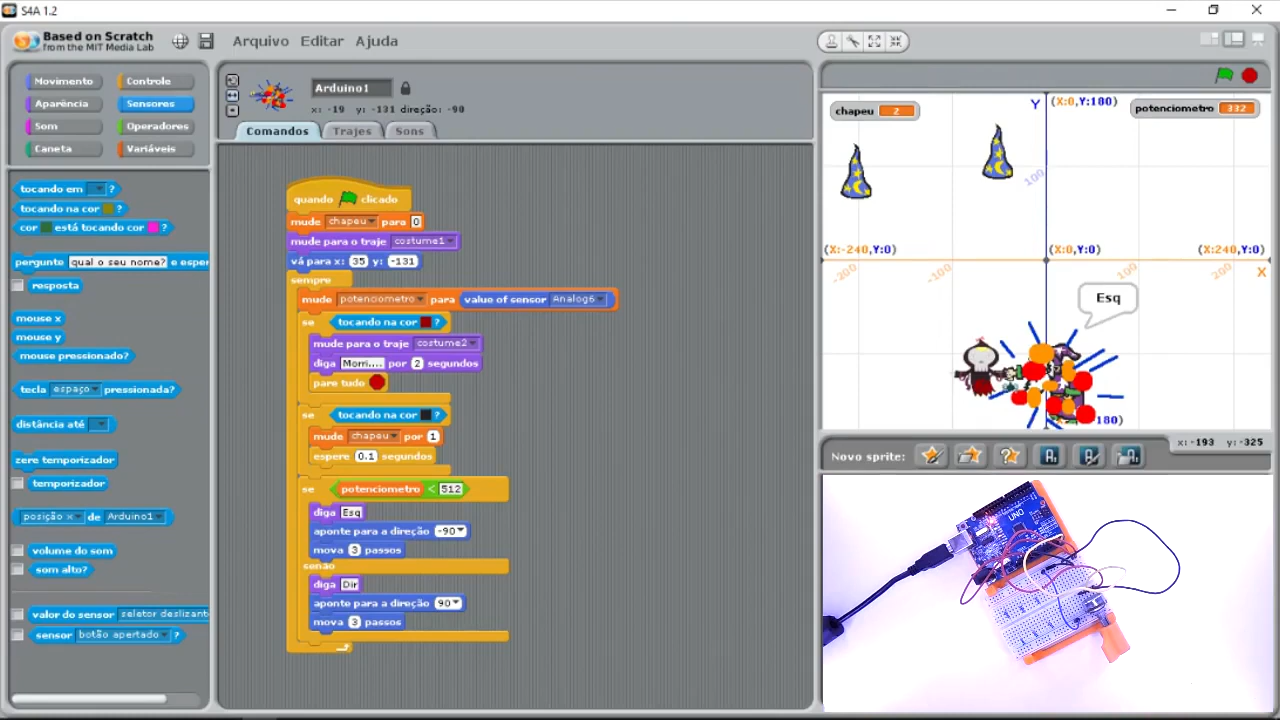 S4A 1.2
Based on Scratch
from the MIT Media Lab
Arquivo Editar Ajuda
Movimento Controle
Aparência Sensores
Som Operadores
Caneta Variáveis
tocando em ?
tocando na cor ?
cor está tocando cor ?
pergunte qual o seu nome? e esper
resposta
mouse x
mouse y
mouse pressionado?
tecla espaço pressionada?
distância até
zere temporizador
temporizador
posição x de Arduino1
volume do som
som alto?
valor do sensor seletor deslizant
sensor botão apertado ?
Arduino1
x: -19 y: -131 direção: -90
Comandos Trajes Sons
quando clicado
mude chapeu para 0
mude para o traje costume1
vá para x: 35 y: -131
sempre
mude potenciometro para value of sensor Analog6
se tocando na cor ?
mude para o traje costume2
diga Morri.... por 2 segundos
pare tudo
se tocando na cor ?
mude chapeu por 1
espere 0.1 segundos
se potenciometro < 512
diga Esq
aponte para a direção -90
mova 3 passos
senão
diga Dir
aponte para a direção 90
mova 3 passos
chapeu 2
Y (X:0,Y:180)
potenciometro 332
100
(X:-240,Y:0) (X:0,Y:0) (X:240,Y:0)
-200 -100 100 200 X
Esq
180)
x: -193 y: -325
Novo sprite:
UNO